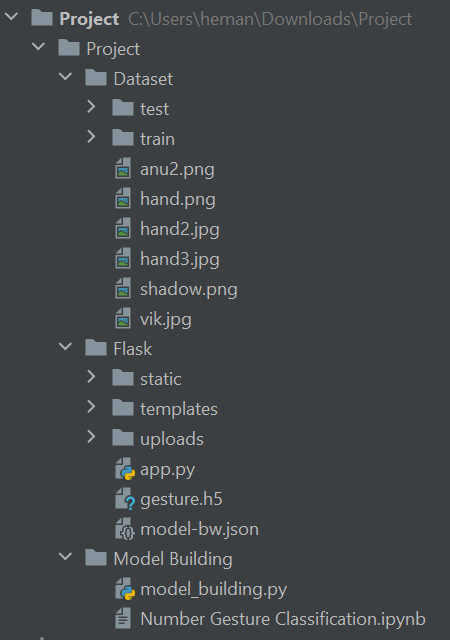 Project C:\Users\heman\Downloads\Project
Project
Dataset
test
train
anu2.png
hand.png
hand2.jpg
hand3.jpg
shadow.png
vik.jpg
Flask
static
templates
uploads
app.py
gesture.h5
model-bw.json
Model Building
model_building.py
Number Gesture Classification.ipynb